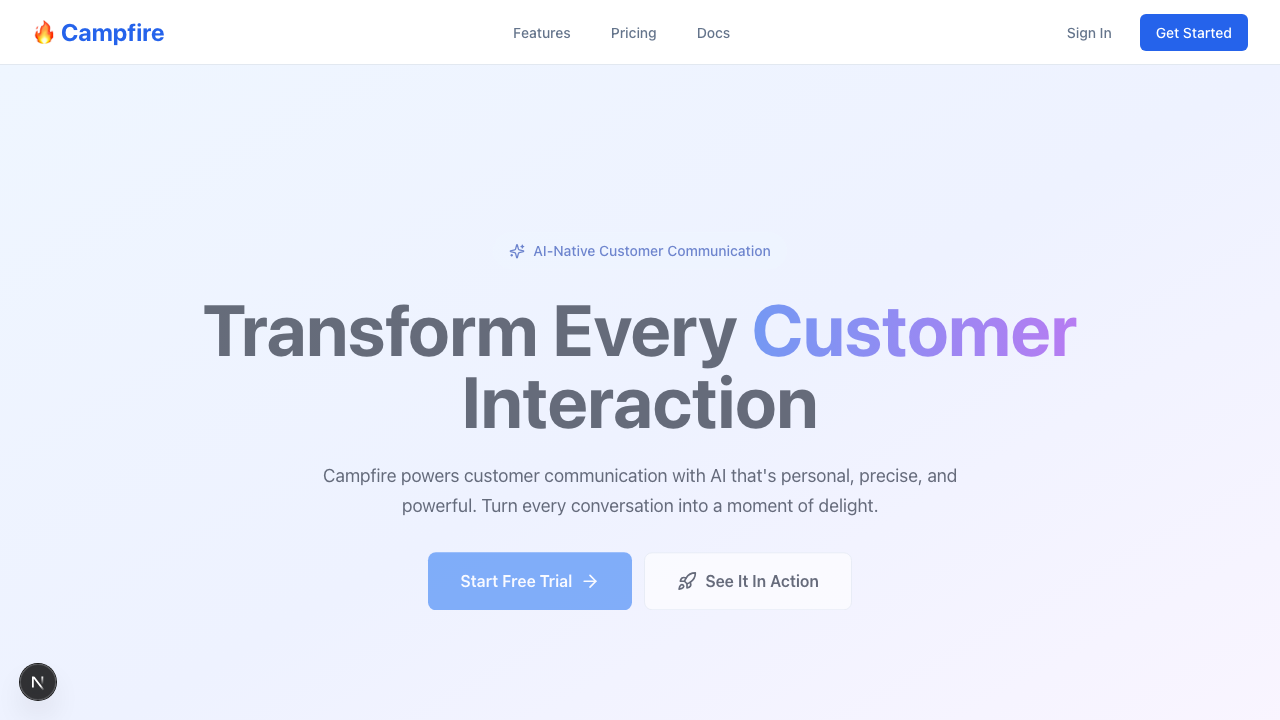 🔥 Campfire
Features
Pricing
Docs
Sign In
Get Started
AI-Native Customer Communication
Transform Every Customer
Interaction
Campfire powers customer communication with AI that's personal, precise, and
powerful. Turn every conversation into a moment of delight.
Start Free Trial →
See It In Action
N